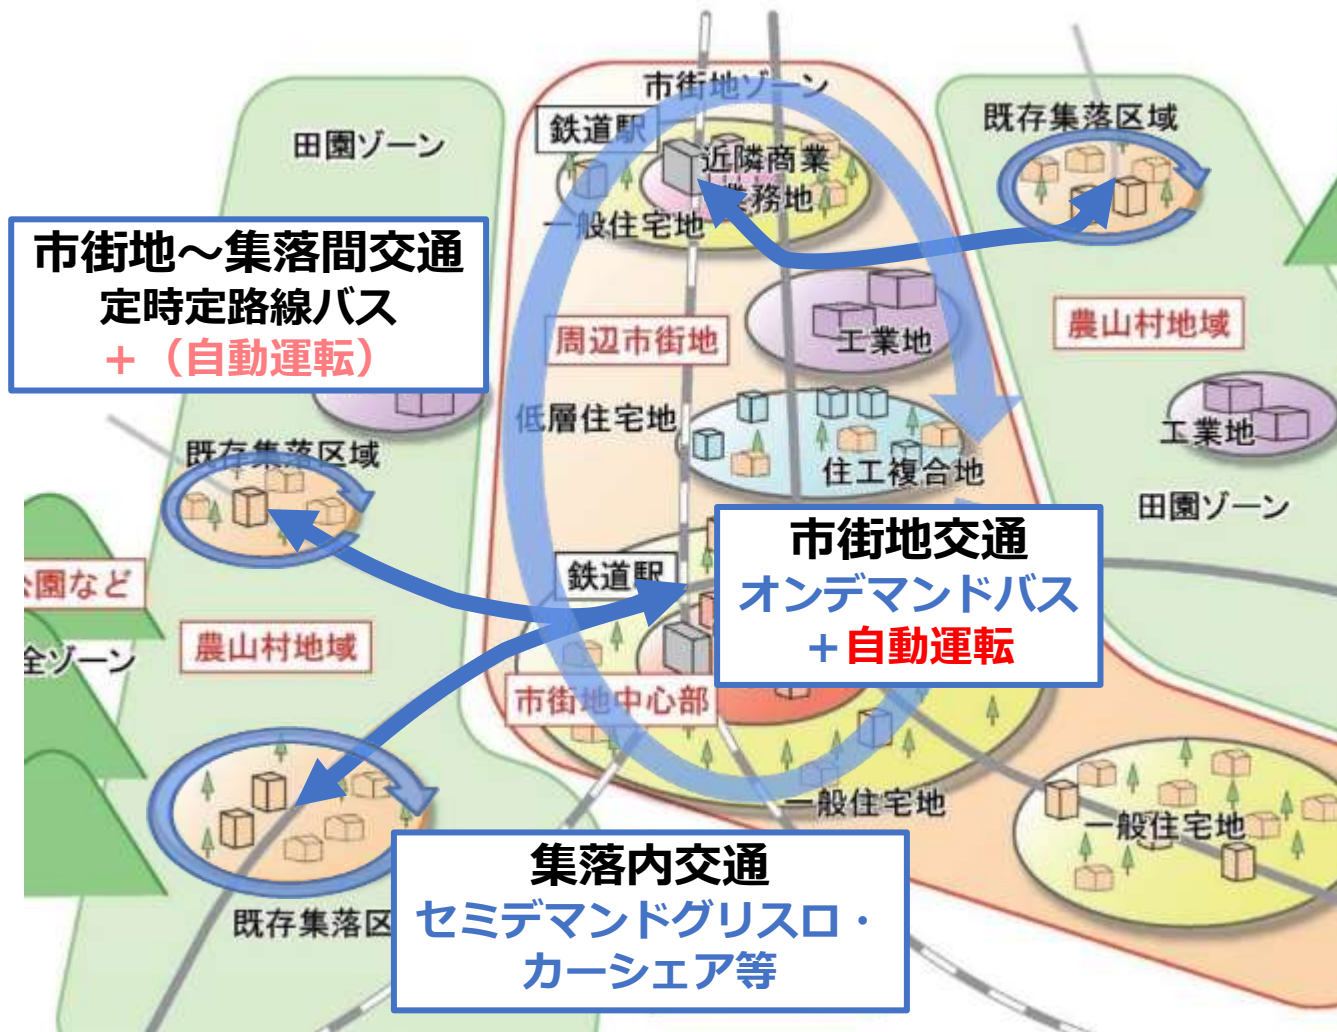 市街地ゾーン
鉄道駅
近隣商業
業務地
一般住宅地
既存集落区域
田園ゾーン
市街地～集落間交通
定時定路線バス
+（自動運転）
周辺市街地
工業地
農山村地域
低層住宅地
工業地
既存集落区域
住工複合地
田園ゾーン
市街地交通
オンデマンドバス
+自動運転
鉄道駅
公園など
農山村地域
全ゾーン
市街地中心部
一般住宅地
一般住宅地
集落内交通
セミデマンドグリスロ・
カーシェア等
既存集落区